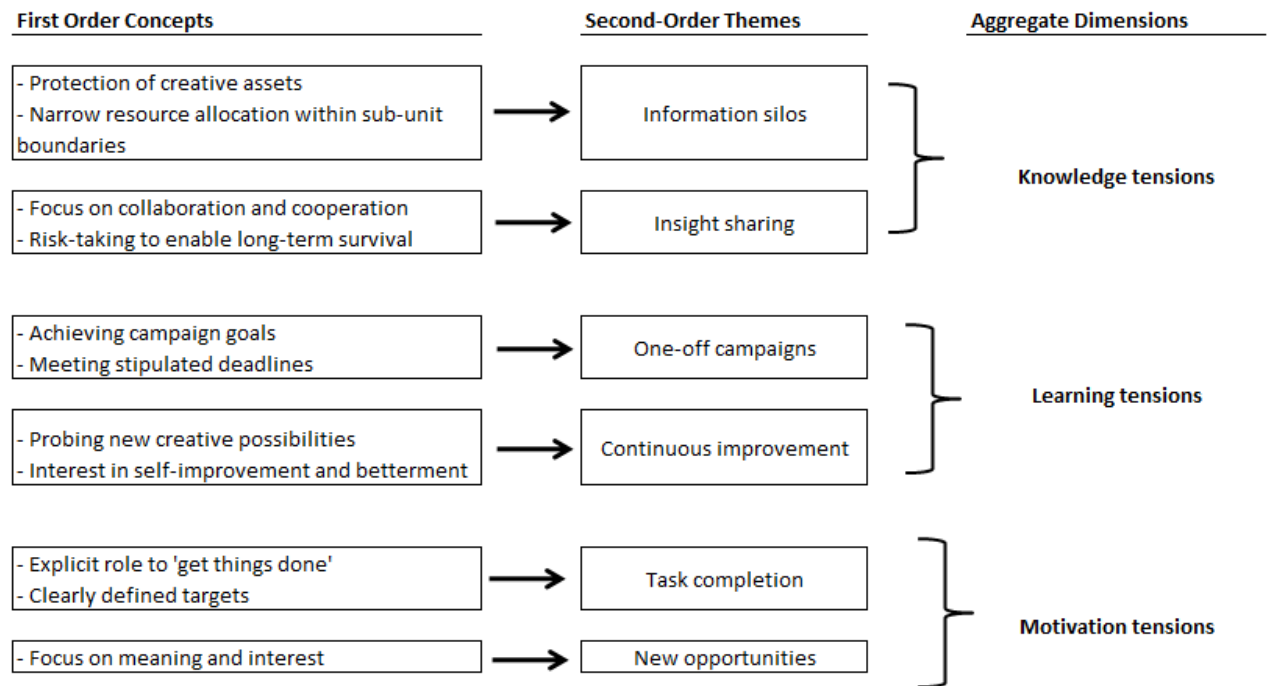 First Order Concepts
Second-Order Themes
Aggregate Dimensions
- Protection of creative assets
- Narrow resource allocation within sub-unit
boundaries
Information silos
Knowledge tensions
- Focus on collaboration and cooperation
- Risk-taking to enable long-term survival
Insight sharing
- Achieving campaign goals
- Meeting stipulated deadlines
One-off campaigns
Learning tensions
- Probing new creative possibilities
- Interest in self-improvement and betterment
Continuous improvement
- Explicit role to 'get things done'
- Clearly defined targets
Task completion
Motivation tensions
- Focus on meaning and interest
New opportunities